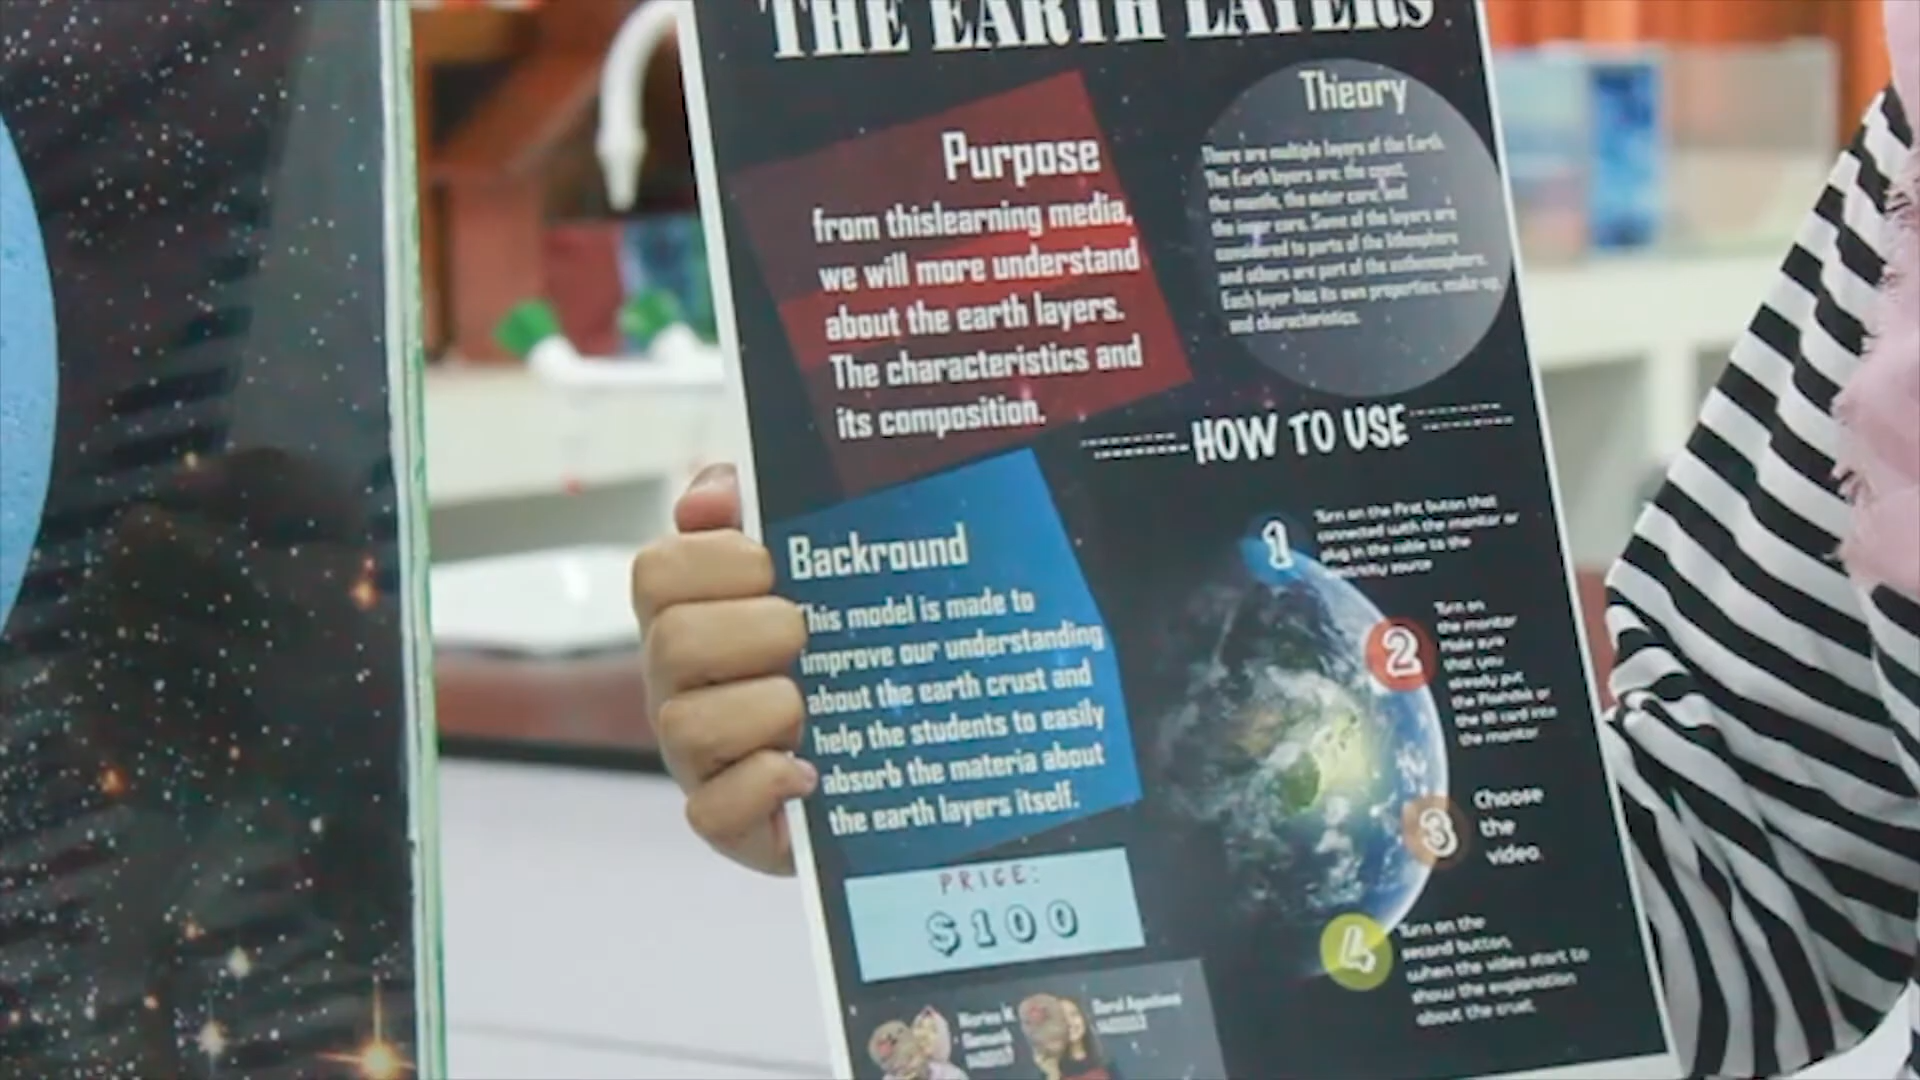 THE EARTH LAYERS
Purpose
from thislearning media,
we will more understand
about the earth layers.
The characteristics and
its composition.
Theory
There are multiple layers of the Earth.
The Earth layers are: the crust,
the mantle, the outer core, and
the inner core. Some of the layers are
considered to parts of the lithosphere
and others are part of the asthenosphere.
Each layer has its own properties, make-up,
and characteristics.
HOW TO USE
1
Turn on the First buton that
connected with the monitor or
plug in the cable to the
source
2
Turn on
the monitor
Make sure
that you
already put
the Flashdisk or
the card into
the monitor
3
Choose
the
video.
4
Turn on the
second button,
when the video start to
show the explanation
about the crust.
Backround
his model is made to
improve our understanding
about the earth crust and
help the students to easily
absorb the materia about
the earth layers itself.
PRICE:
$100